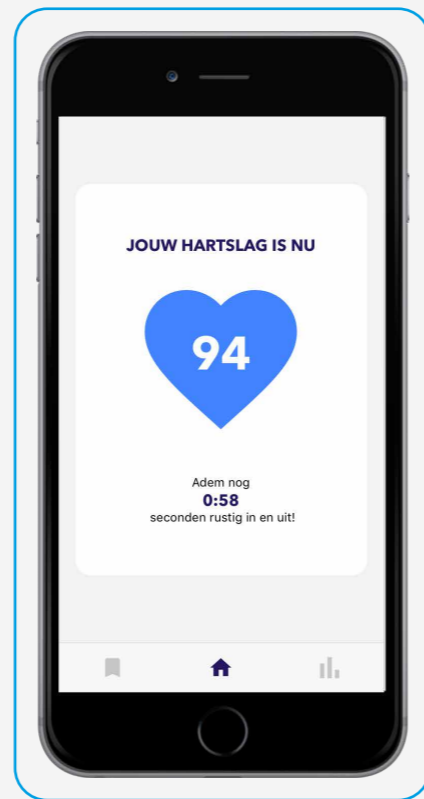 JOUW HARTSLAG IS NU
94
Adem nog
0:58
seconden rustig in en uit!